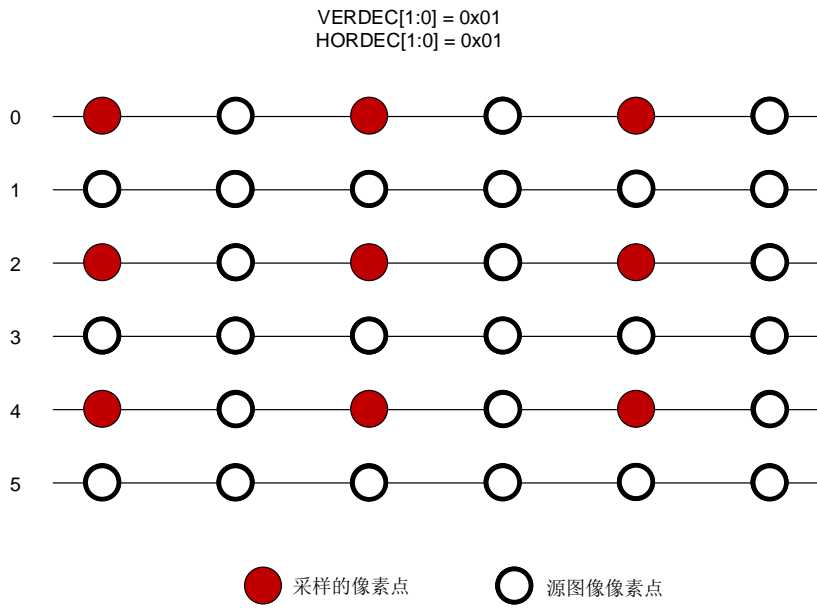 VERDEC[1:0] = 0x01
HORDEC[1:0] = 0x01
0
1
2
3
4
5
采样的像素点
源图像像素点